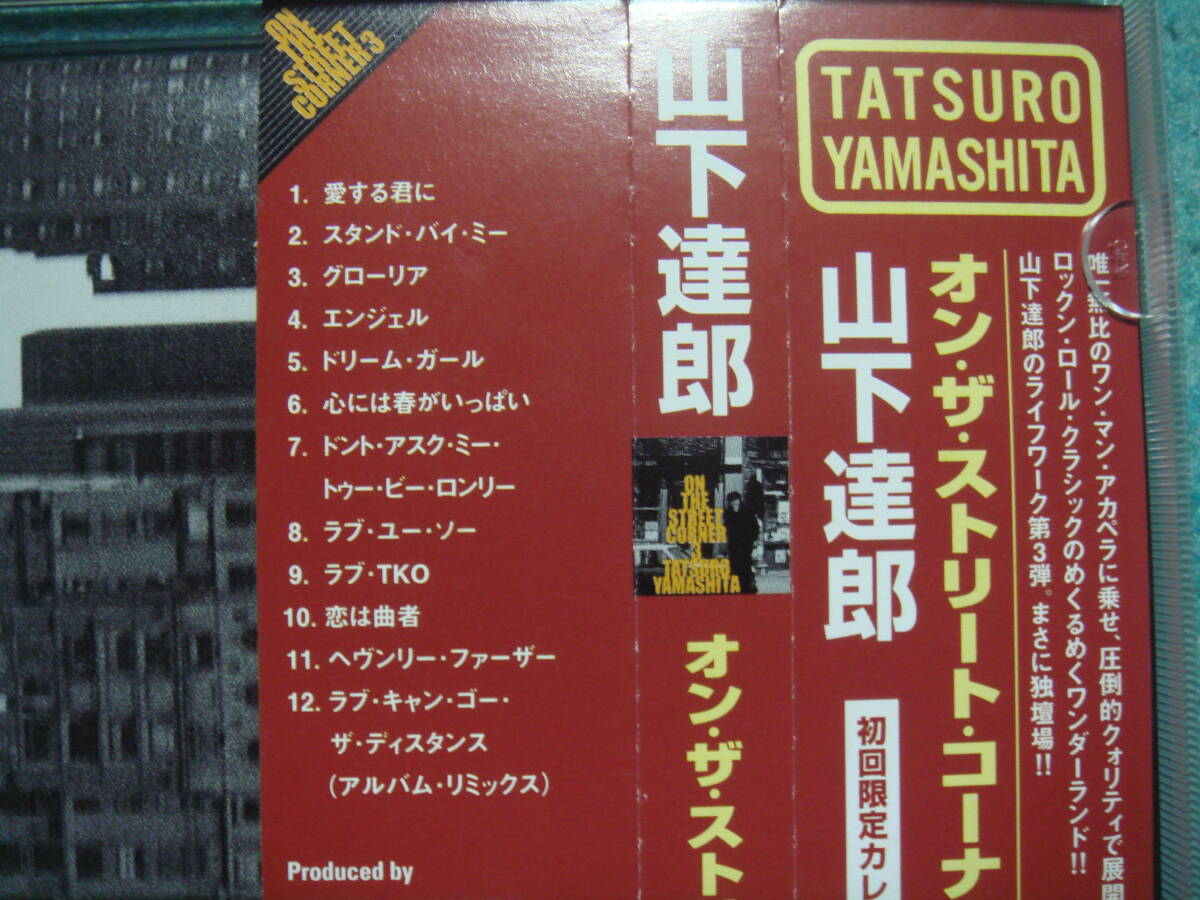 ON
THE
STREET
CORNER 3
1. 愛する君に
2. スタンド・バイ・ミー
3. グローリア
4. エンジェル
5. ドリーム・ガール
6. 心には春がいっぱい
7. ドント・アスク・ミー・
トゥー・ビー・ロンリー
8. ラブ・ユー・ソー
9. ラブ・TKO
10. 恋は曲者
11. ヘヴンリー・ファーザー
12. ラブ・キャン・ゴー・
ザ・ディスタンス
(アルバム・リミックス)
Produced by
山下達郎
ON
THE
STREET
CORNER
3
TATSURO
YAMASHITA
オン・ザ・スト
TATSURO
YAMASHITA
唯一無比のワン・マン・アカペラに乗せ、圧倒的クォリティで展開
ロックン・ロール・クラシックのめくるめくワンダーランド!!
山下達郎のライフワーク第3弾。まさに独壇場!!
オン・ザ・ストリート・コーナ
山下達郎
初回限定カレ